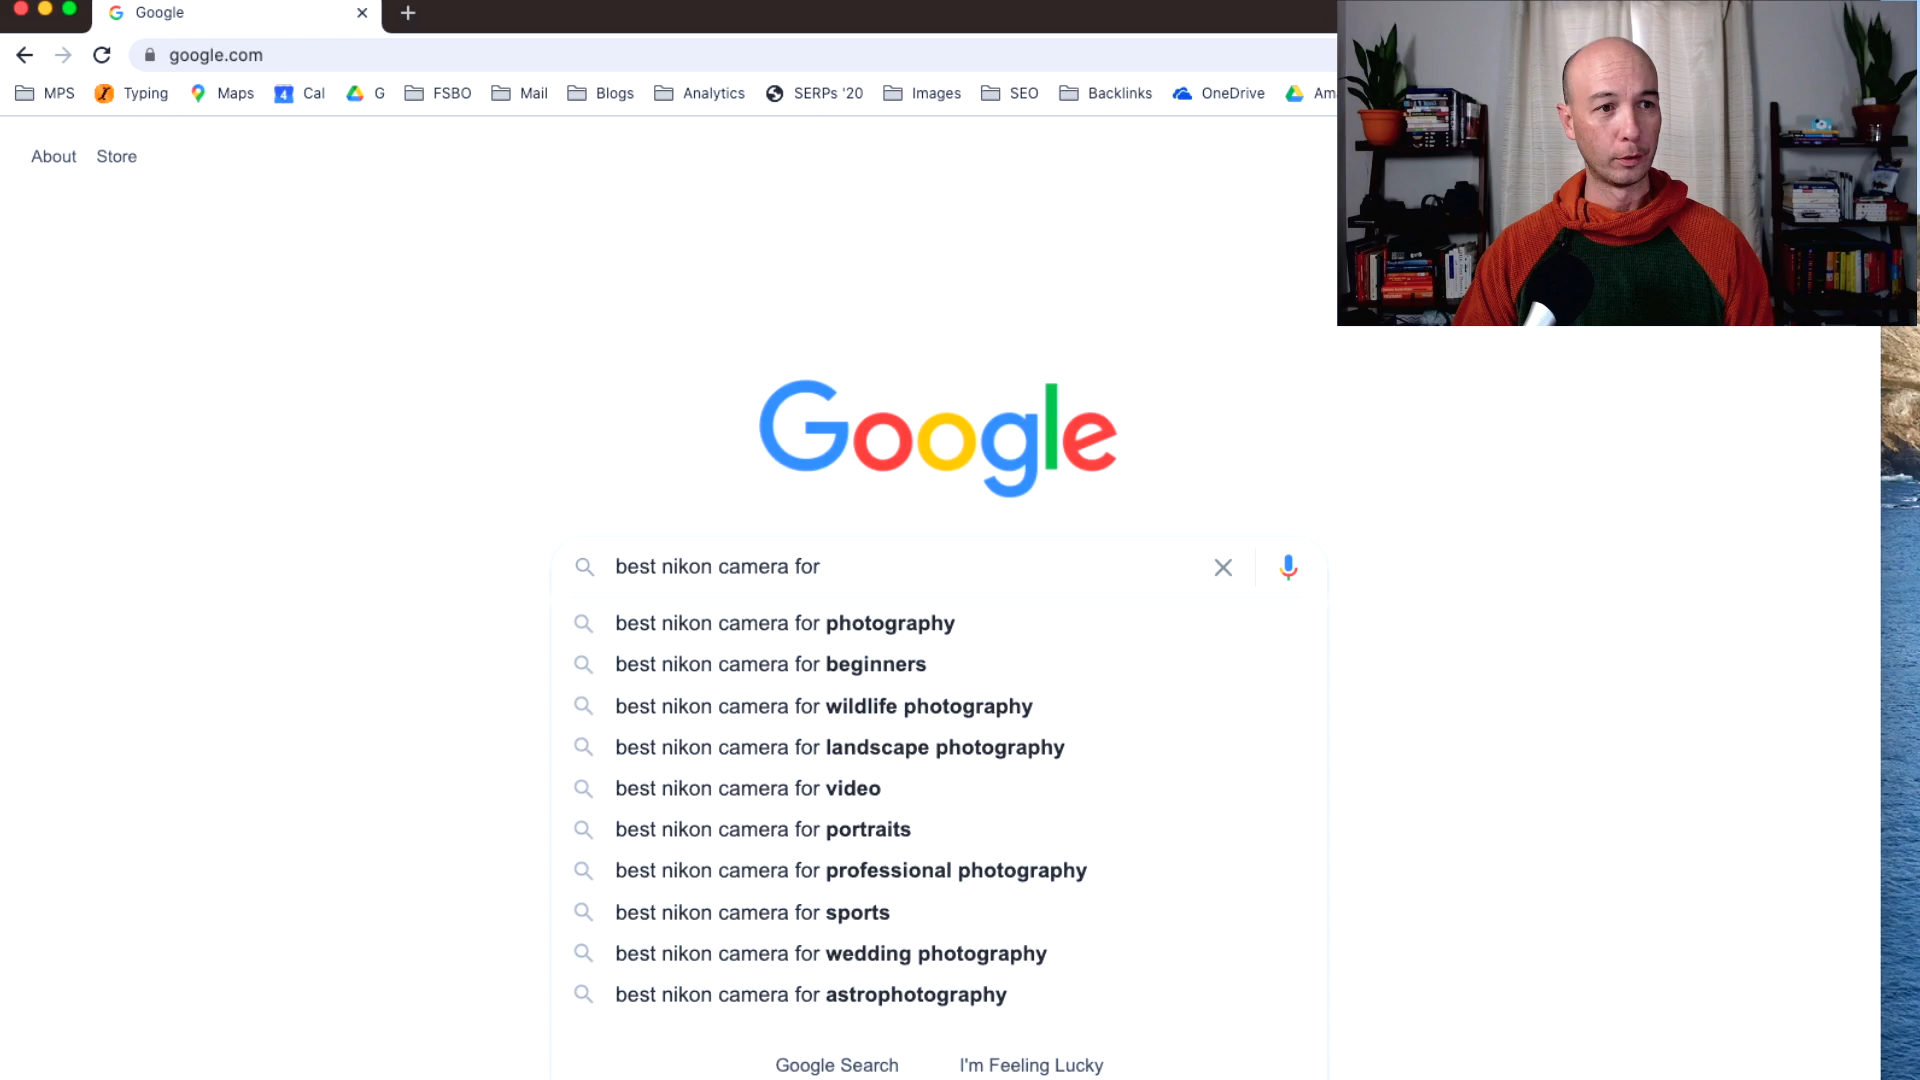 Google
google.com
MPS Typing Maps 4 Cal G FSBO Mail Blogs Analytics SERPs '20 Images SEO Backlinks OneDrive Am
About Store
Google
best nikon camera for
best nikon camera for photography
best nikon camera for beginners
best nikon camera for wildlife photography
best nikon camera for landscape photography
best nikon camera for video
best nikon camera for portraits
best nikon camera for professional photography
best nikon camera for sports
best nikon camera for wedding photography
best nikon camera for astrophotography
Google Search I'm Feeling Lucky